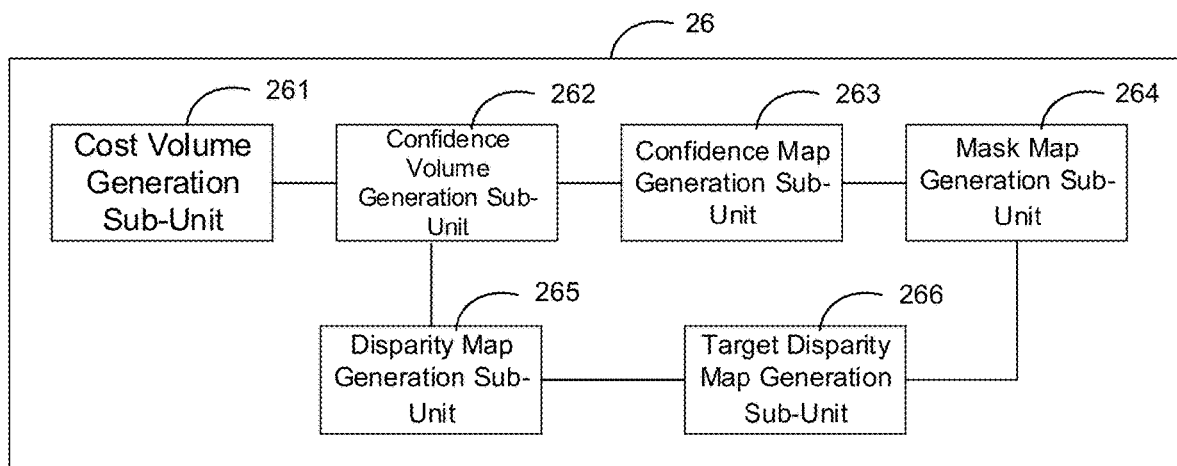 26
261
262
263
264
Cost Volume
Generation
Sub-Unit
Confidence
Volume
Generation Sub-
Unit
Confidence Map
Generation Sub-
Unit
Mask Map
Generation Sub-
Unit
265
266
Disparity Map
Generation Sub-
Unit
Target Disparity
Map Generation
Sub-Unit